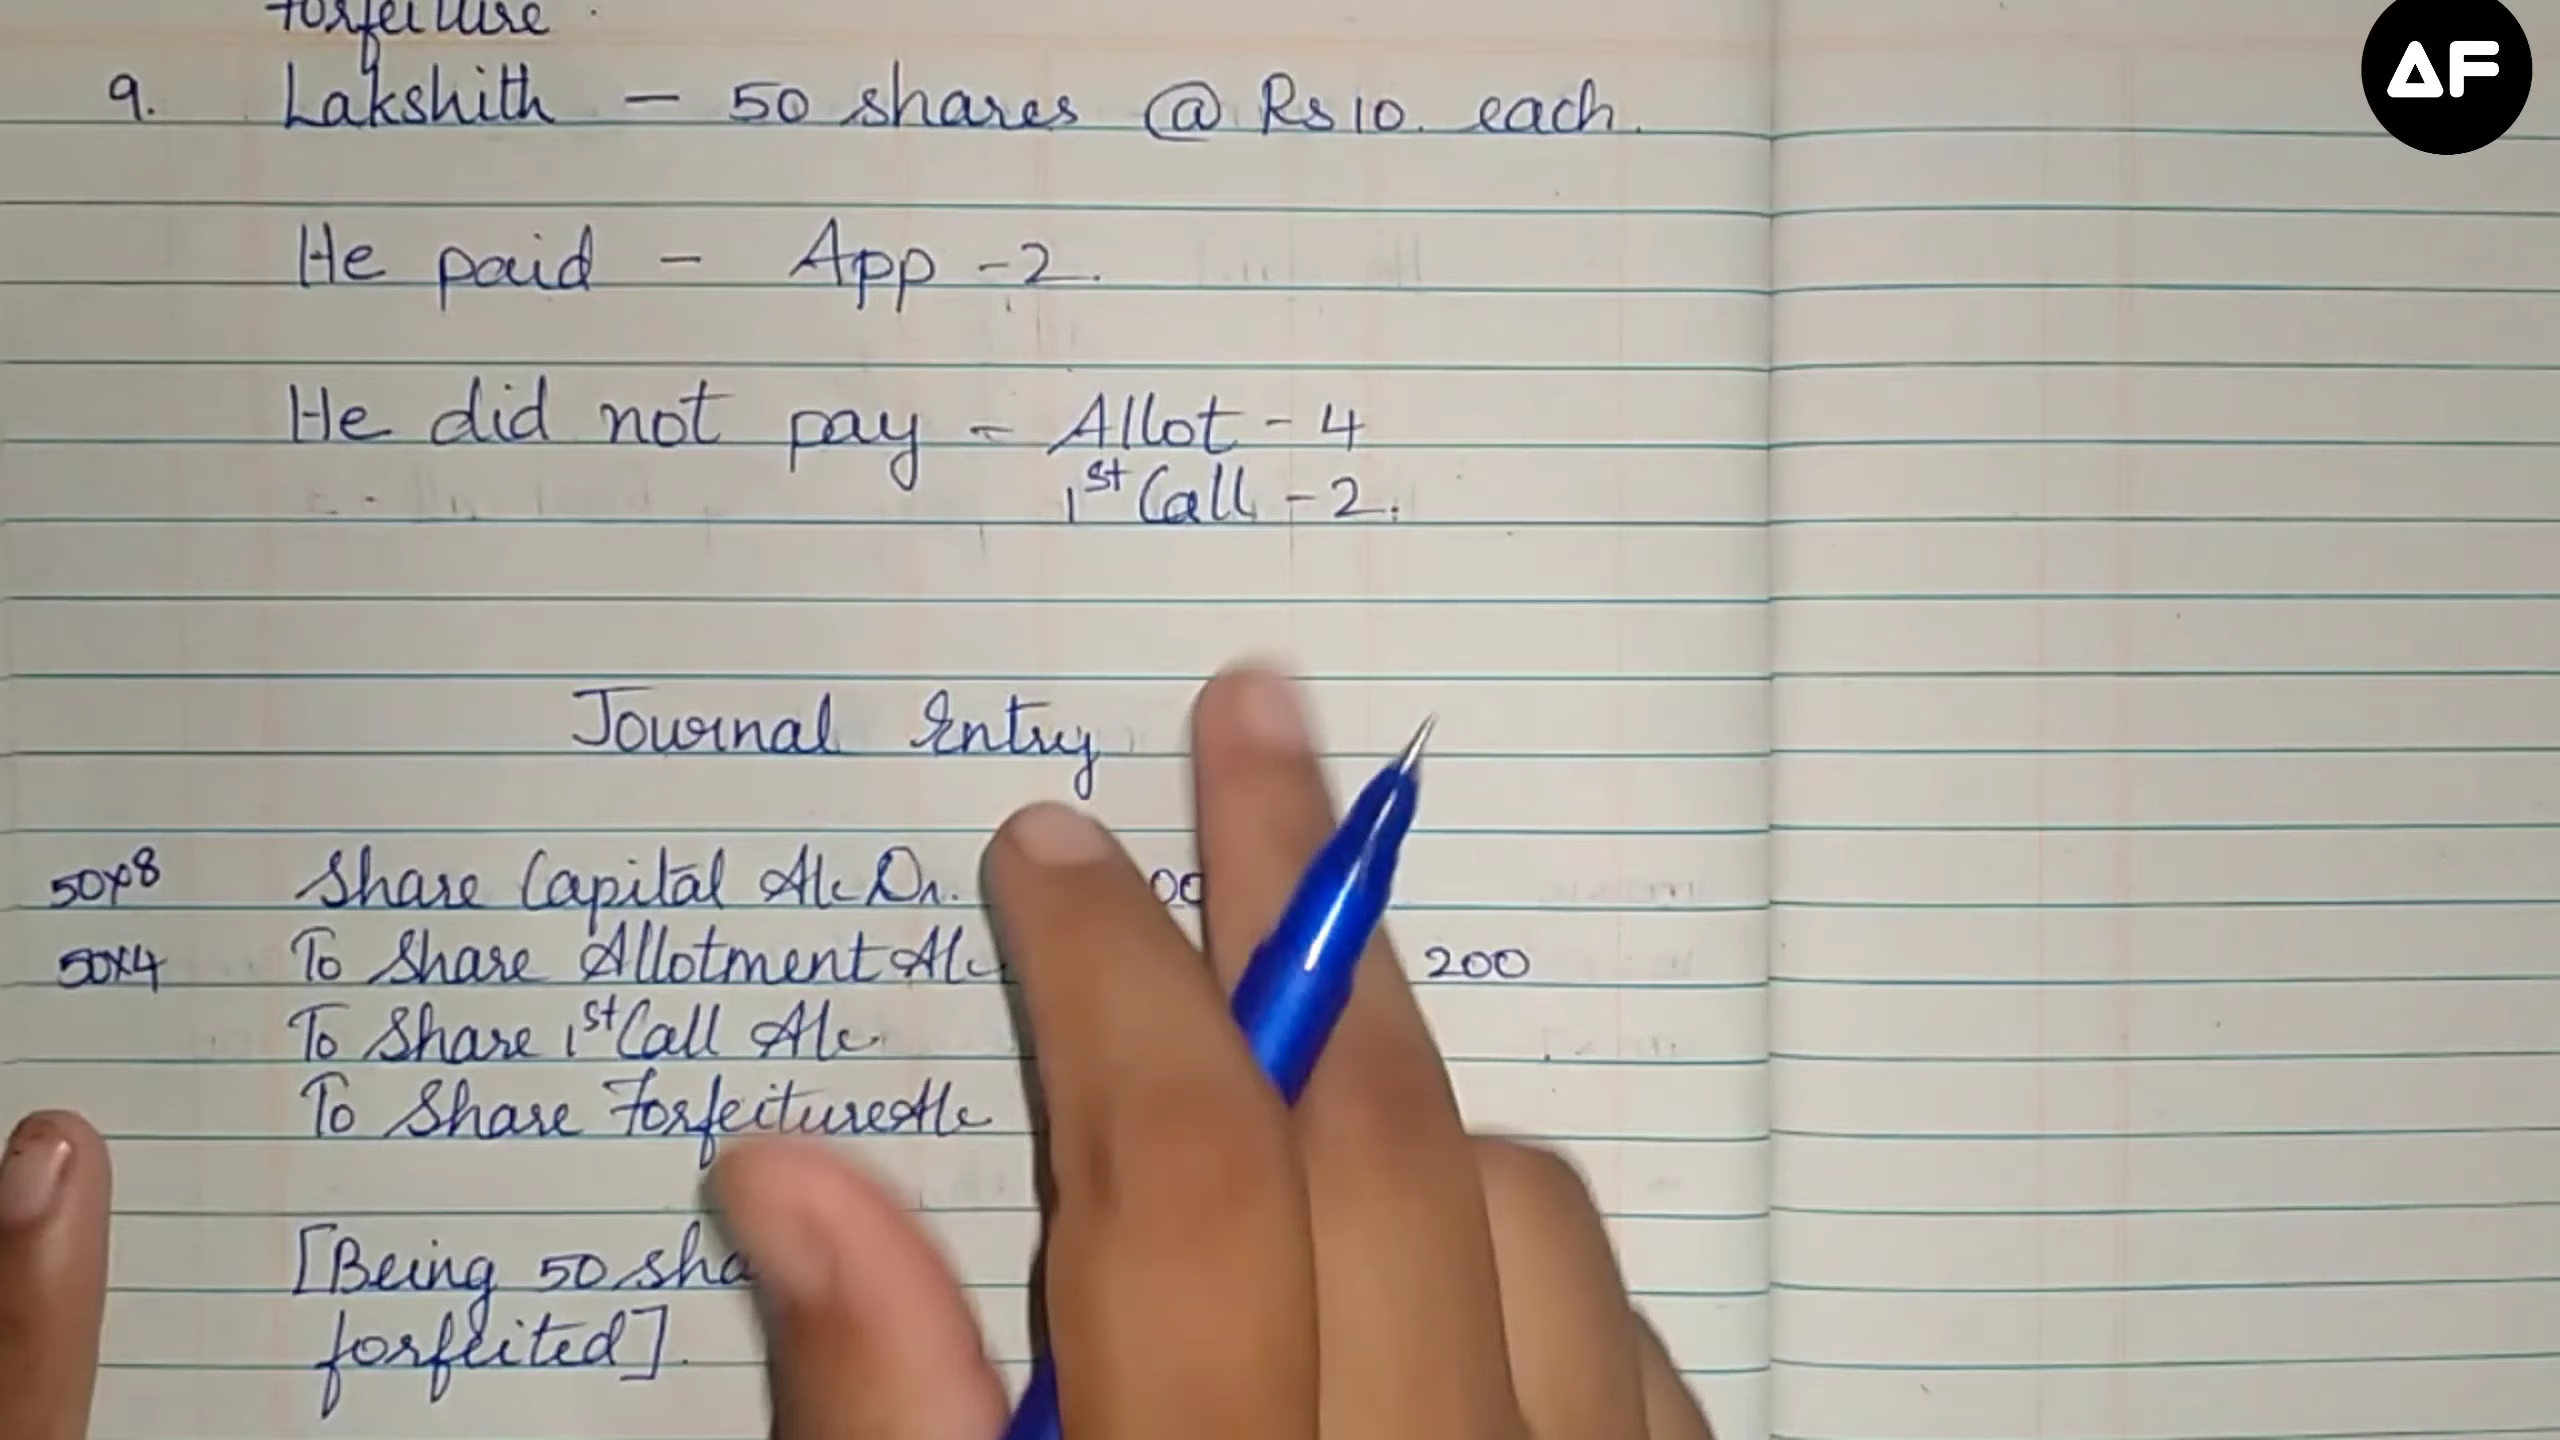 forfeiture.
9. Lakshith - 50 shares @ Rs 10. each.
He paid - App - 2.
He did not pay - Allot - 4
1st Call - 2.
Journal Entry
50x8 Share Capital A/c Dr.
50x4 To Share Allotment A/c 200
To Share 1st Call A/c
To Share Forfeiture A/c
[Being 50
forfeited].
AF